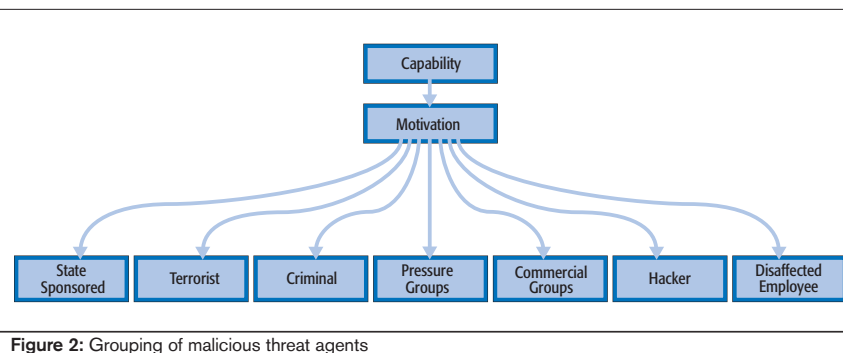 Capability
Motivation
State
Sponsored
Terrorist
Criminal
Pressure
Groups
Commercial
Groups
Hacker
Disaffected
Employee
Figure 2: Grouping of malicious threat agents